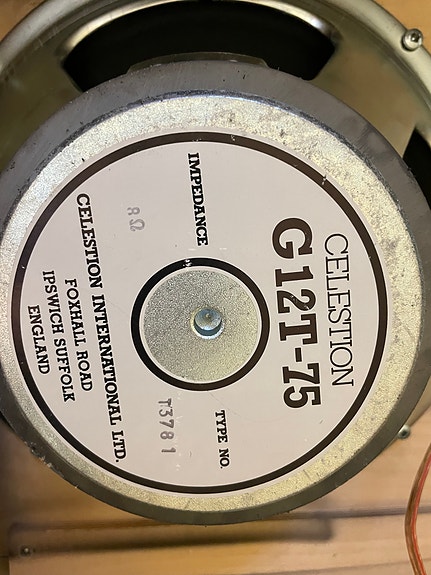 CELESTION
G12T-75
IMPEDANCE
8Ω
TYPE NO.
T3781
CELESTION INTERNATIONAL LTD.
FOXHALL ROAD
IPSWICH SUFFOLK
ENGLAND